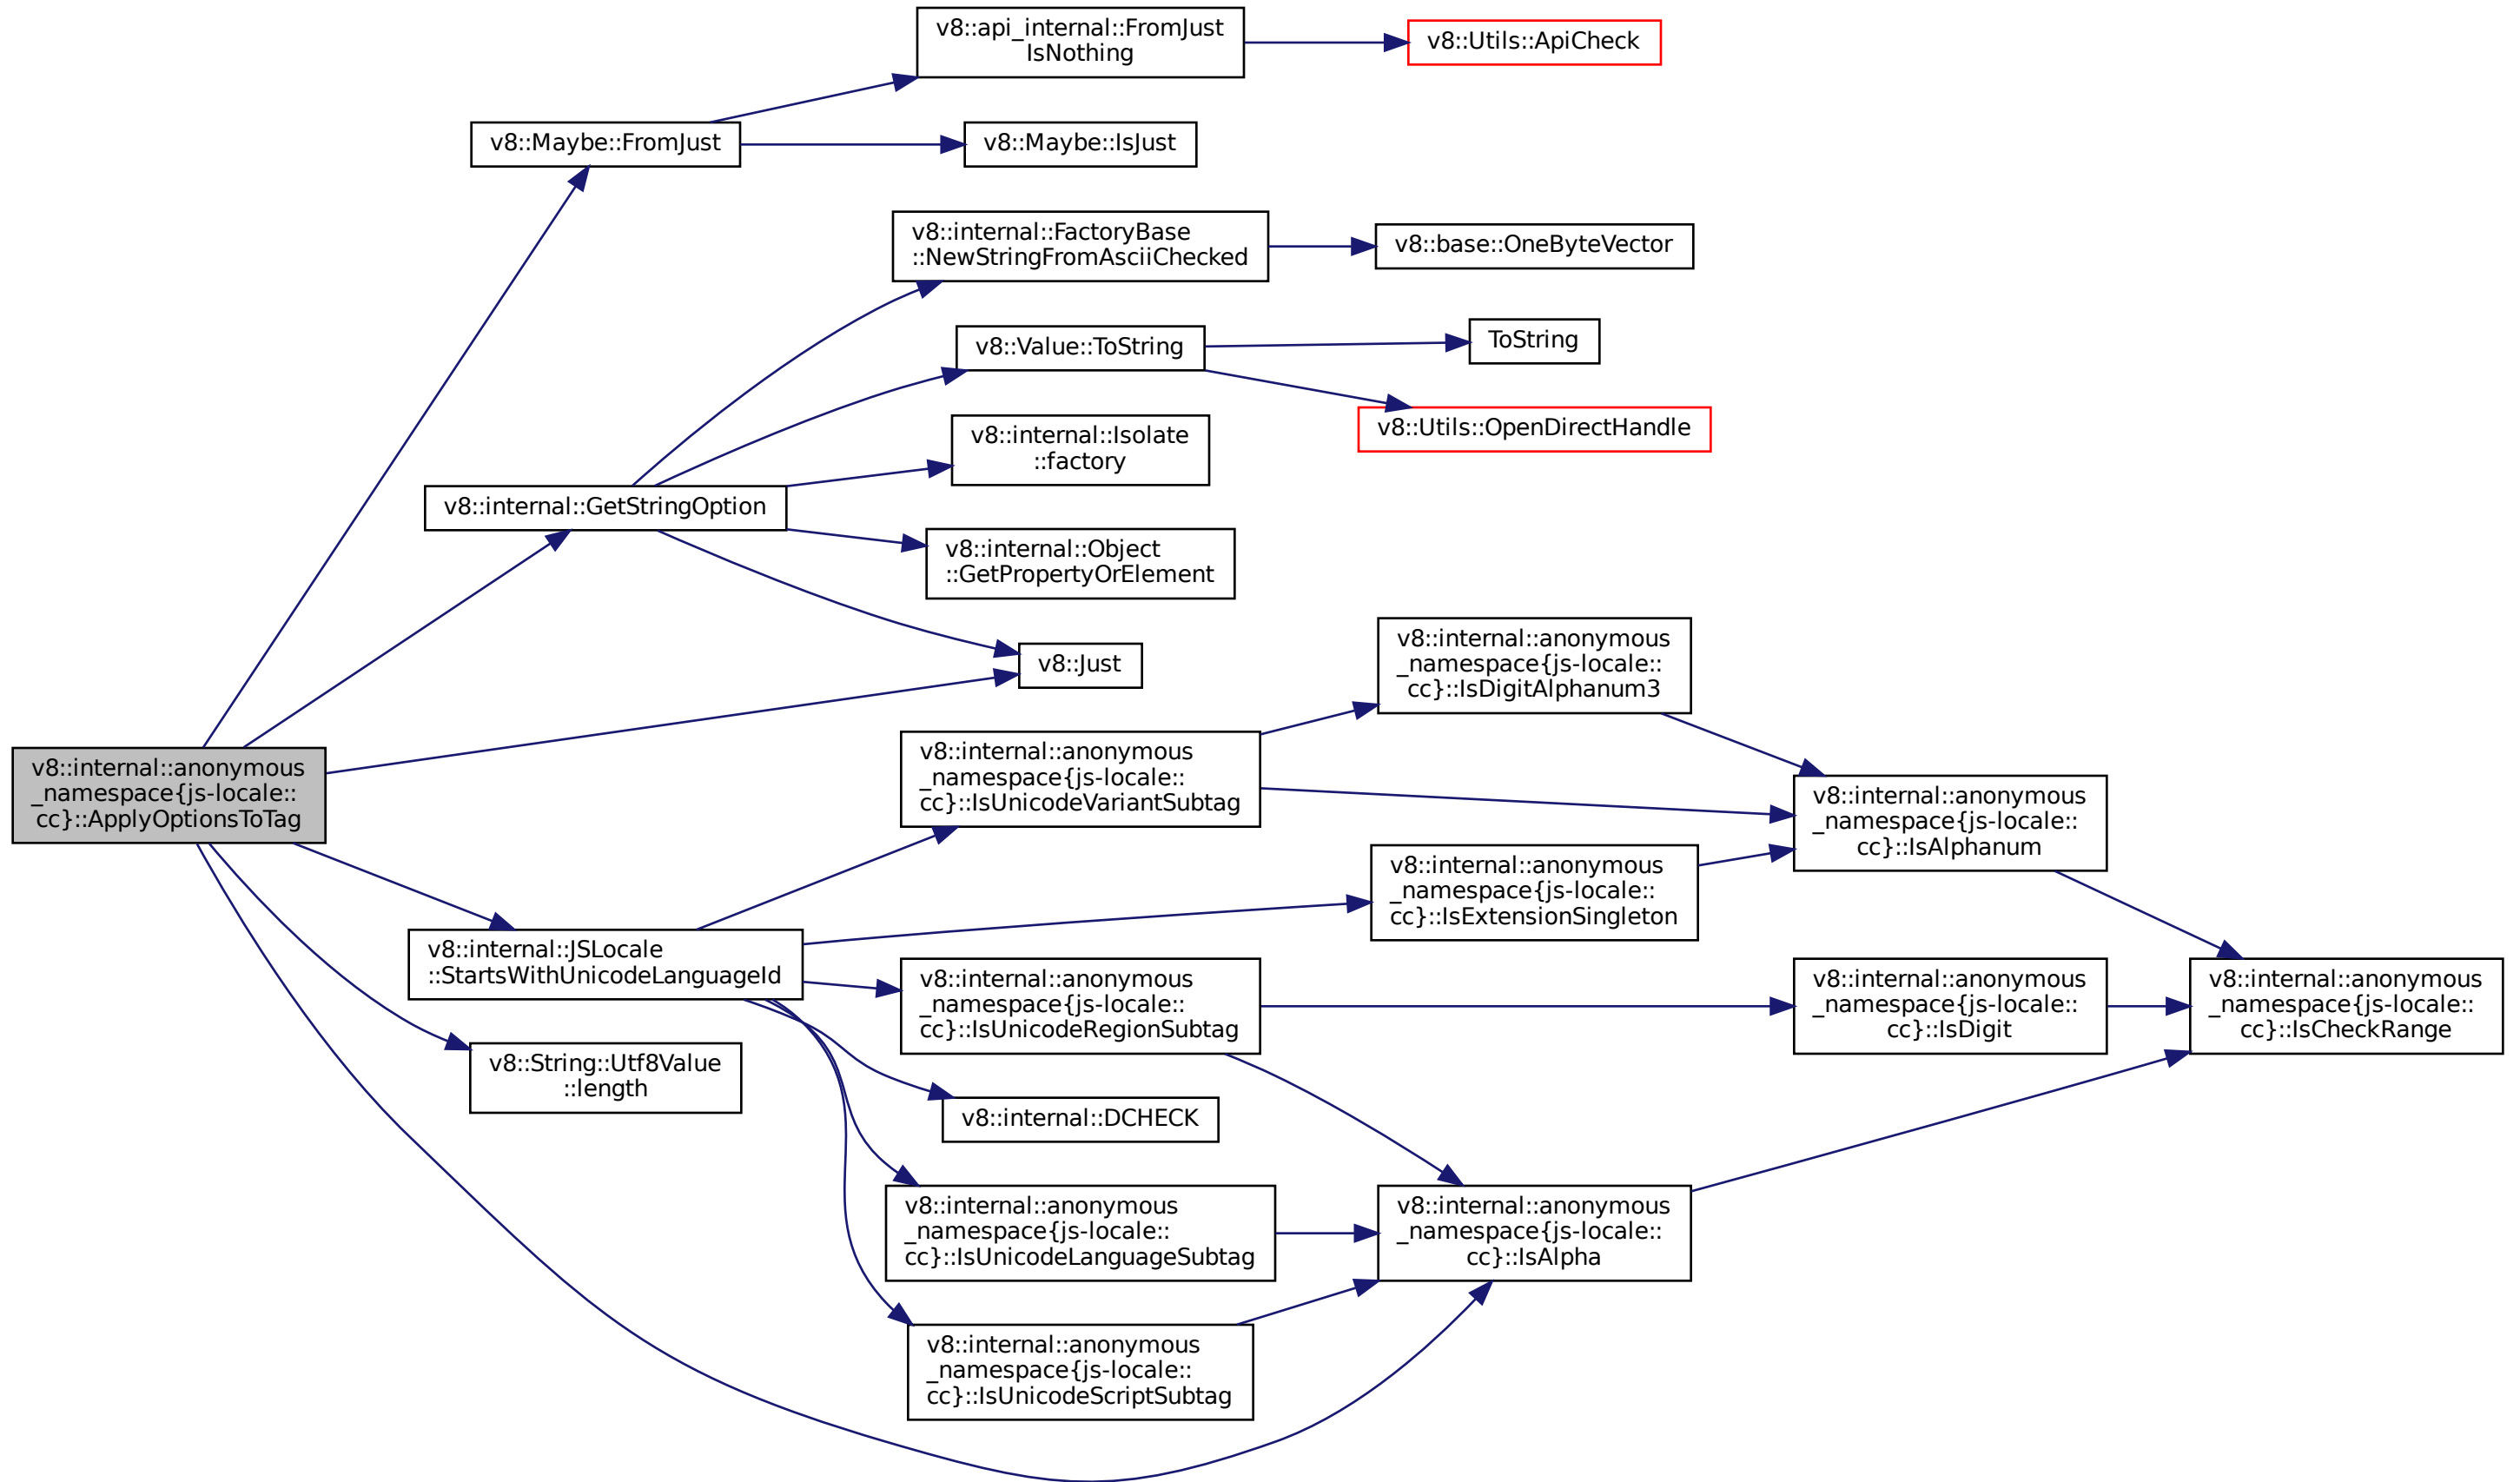 v8::api_internal::FromJust
IsNothing
v8::Utils::ApiCheck
v8::Maybe::FromJust
v8::Maybe::IsJust
v8::internal::FactoryBase
::NewStringFromAsciiChecked
v8::base::OneByteVector
v8::Value::ToString
ToString
v8::Utils::OpenDirectHandle
v8::internal::Isolate
::factory
v8::internal::GetStringOption
v8::internal::Object
::GetPropertyOrElement
v8::Just
v8::internal::anonymous
_namespace{js-locale::
cc}::IsDigitAlphanum3
v8::internal::anonymous
_namespace{js-locale::
cc}::ApplyOptionsToTag
v8::internal::anonymous
_namespace{js-locale::
cc}::IsUnicodeVariantSubtag
v8::internal::anonymous
_namespace{js-locale::
cc}::IsAlphanum
v8::internal::anonymous
_namespace{js-locale::
cc}::IsExtensionSingleton
v8::internal::JSLocale
::StartsWithUnicodeLanguageId
v8::internal::anonymous
_namespace{js-locale::
cc}::IsUnicodeRegionSubtag
v8::internal::anonymous
_namespace{js-locale::
cc}::IsDigit
v8::internal::anonymous
_namespace{js-locale::
cc}::IsCheckRange
v8::String::Utf8Value
::length
v8::internal::DCHECK
v8::internal::anonymous
_namespace{js-locale::
cc}::IsUnicodeLanguageSubtag
v8::internal::anonymous
_namespace{js-locale::
cc}::IsAlpha
v8::internal::anonymous
_namespace{js-locale::
cc}::IsUnicodeScriptSubtag